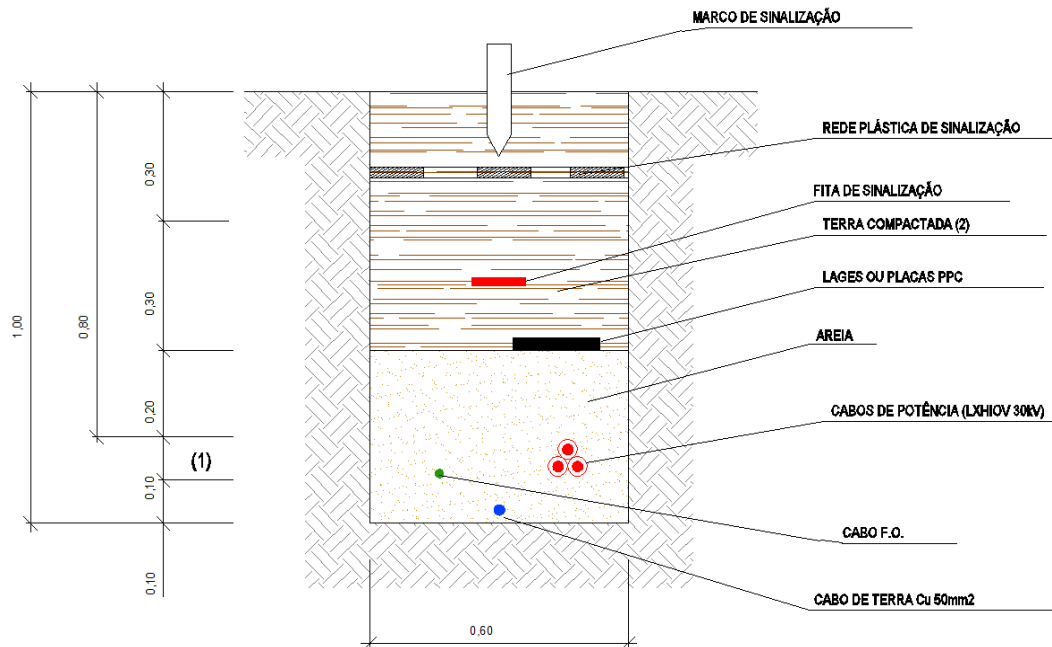 MARCO DE SINALIZAÇÃO
REDE PLÁSTICA DE SINALIZAÇÃO
FITA DE SINALIZAÇÃO
TERRA COMPACTADA (2)
LAGES OU PLACAS PPC
AREIA
CABOS DE POTÊNCIA (LXHIOV 30kV)
CABO F.O.
CABO DE TERRA Cu 50mm2
1,00
0,80
0,30
0,30
0,20
(1)
0,10
0,10
0,60